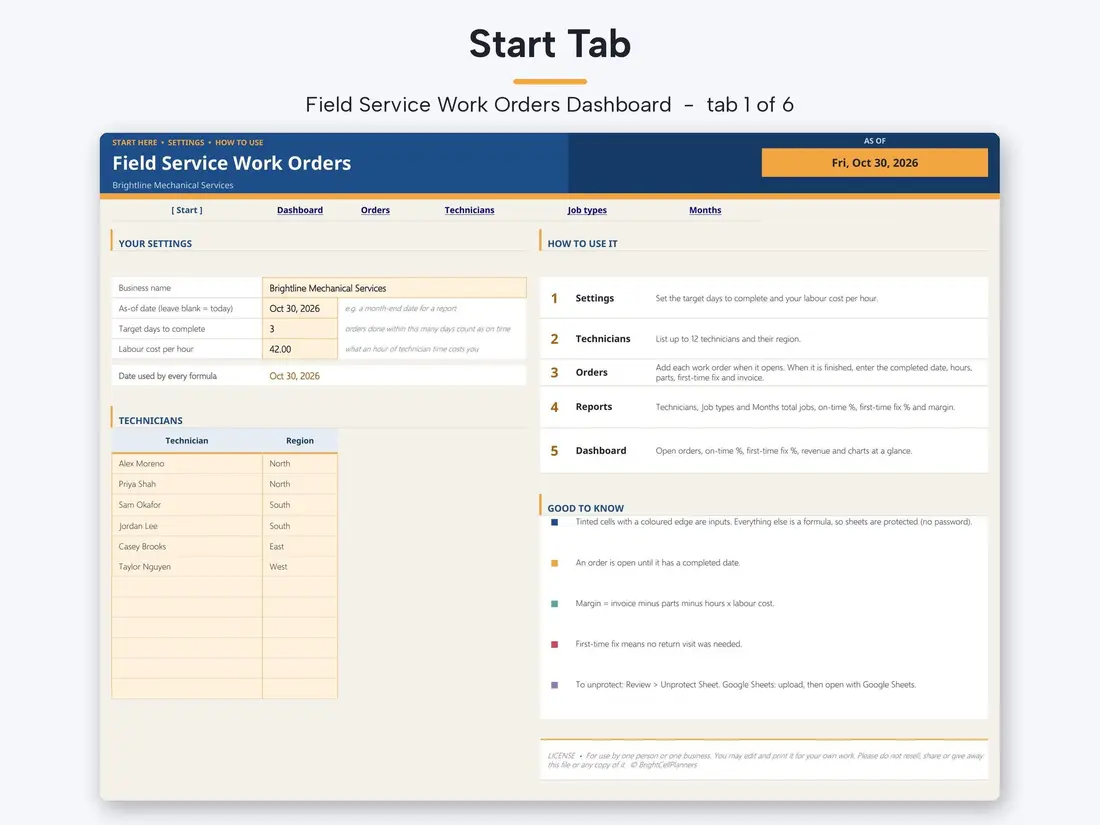 Start Tab
Field Service Work Orders Dashboard - tab 1 of 6
START HERE • SETTINGS • HOW TO USE
Field Service Work Orders
Brightline Mechanical Services
AS OF
Fri, Oct 30, 2026
[ Start ] Dashboard Orders Technicians Job types Months
YOUR SETTINGS
Business name Brightline Mechanical Services
As-of date (leave blank = today) Oct 30, 2026 e.g. a month-end date for a report
Target days to complete 3 orders done within this many days count as on time
Labour cost per hour 42.00 what an hour of technician time costs you
Date used by every formula Oct 30, 2026
TECHNICIANS
Technician Region
Alex Moreno North
Priya Shah North
Sam Okafor South
Jordan Lee South
Casey Brooks East
Taylor Nguyen West
HOW TO USE IT
1 Settings Set the target days to complete and your labour cost per hour.
2 Technicians List up to 12 technicians and their region.
3 Orders Add each work order when it opens. When it is finished, enter the completed date, hours,
parts, first-time fix and invoice.
4 Reports Technicians, Job types and Months total jobs, on-time %, first-time fix % and margin.
5 Dashboard Open orders, on-time %, first-time fix %, revenue and charts at a glance.
GOOD TO KNOW
Tinted cells with a coloured edge are inputs. Everything else is a formula, so sheets are protected (no password).
An order is open until it has a completed date.
Margin = invoice minus parts minus hours x labour cost.
First-time fix means no return visit was needed.
To unprotect: Review > Unprotect Sheet. Google Sheets: upload, then open with Google Sheets.
LICENSE • For use by one person or one business. You may edit and print it for your own work. Please do not resell, share or give away
this file or any copy of it. © BrightCellPlanners